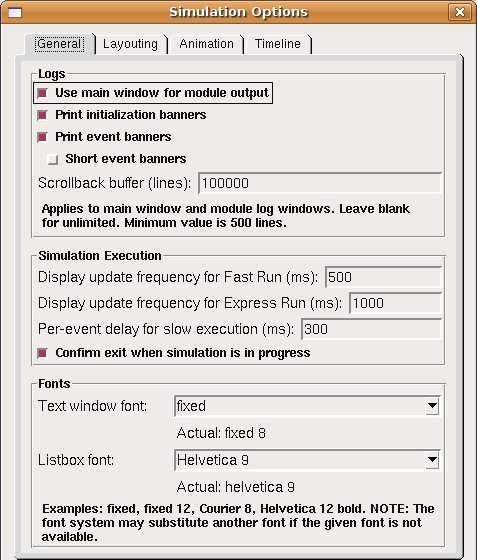 Simulation Options
General Layouting Animation Timeline
Logs
Use main window for module output
Print initialization banners
Print event banners
Short event banners
Scrollback buffer (lines): 100000
Applies to main window and module log windows. Leave blank
for unlimited. Minimum value is 500 lines.
Simulation Execution
Display update frequency for Fast Run (ms): 500
Display update frequency for Express Run (ms): 1000
Per-event delay for slow execution (ms): 300
Confirm exit when simulation is in progress
Fonts
Text window font: fixed
Actual: fixed 8
Listbox font: Helvetica 9
Actual: helvetica 9
Examples: fixed, fixed 12, Courier 8, Helvetica 12 bold. NOTE: The
font system may substitute another font if the given font is not
available.